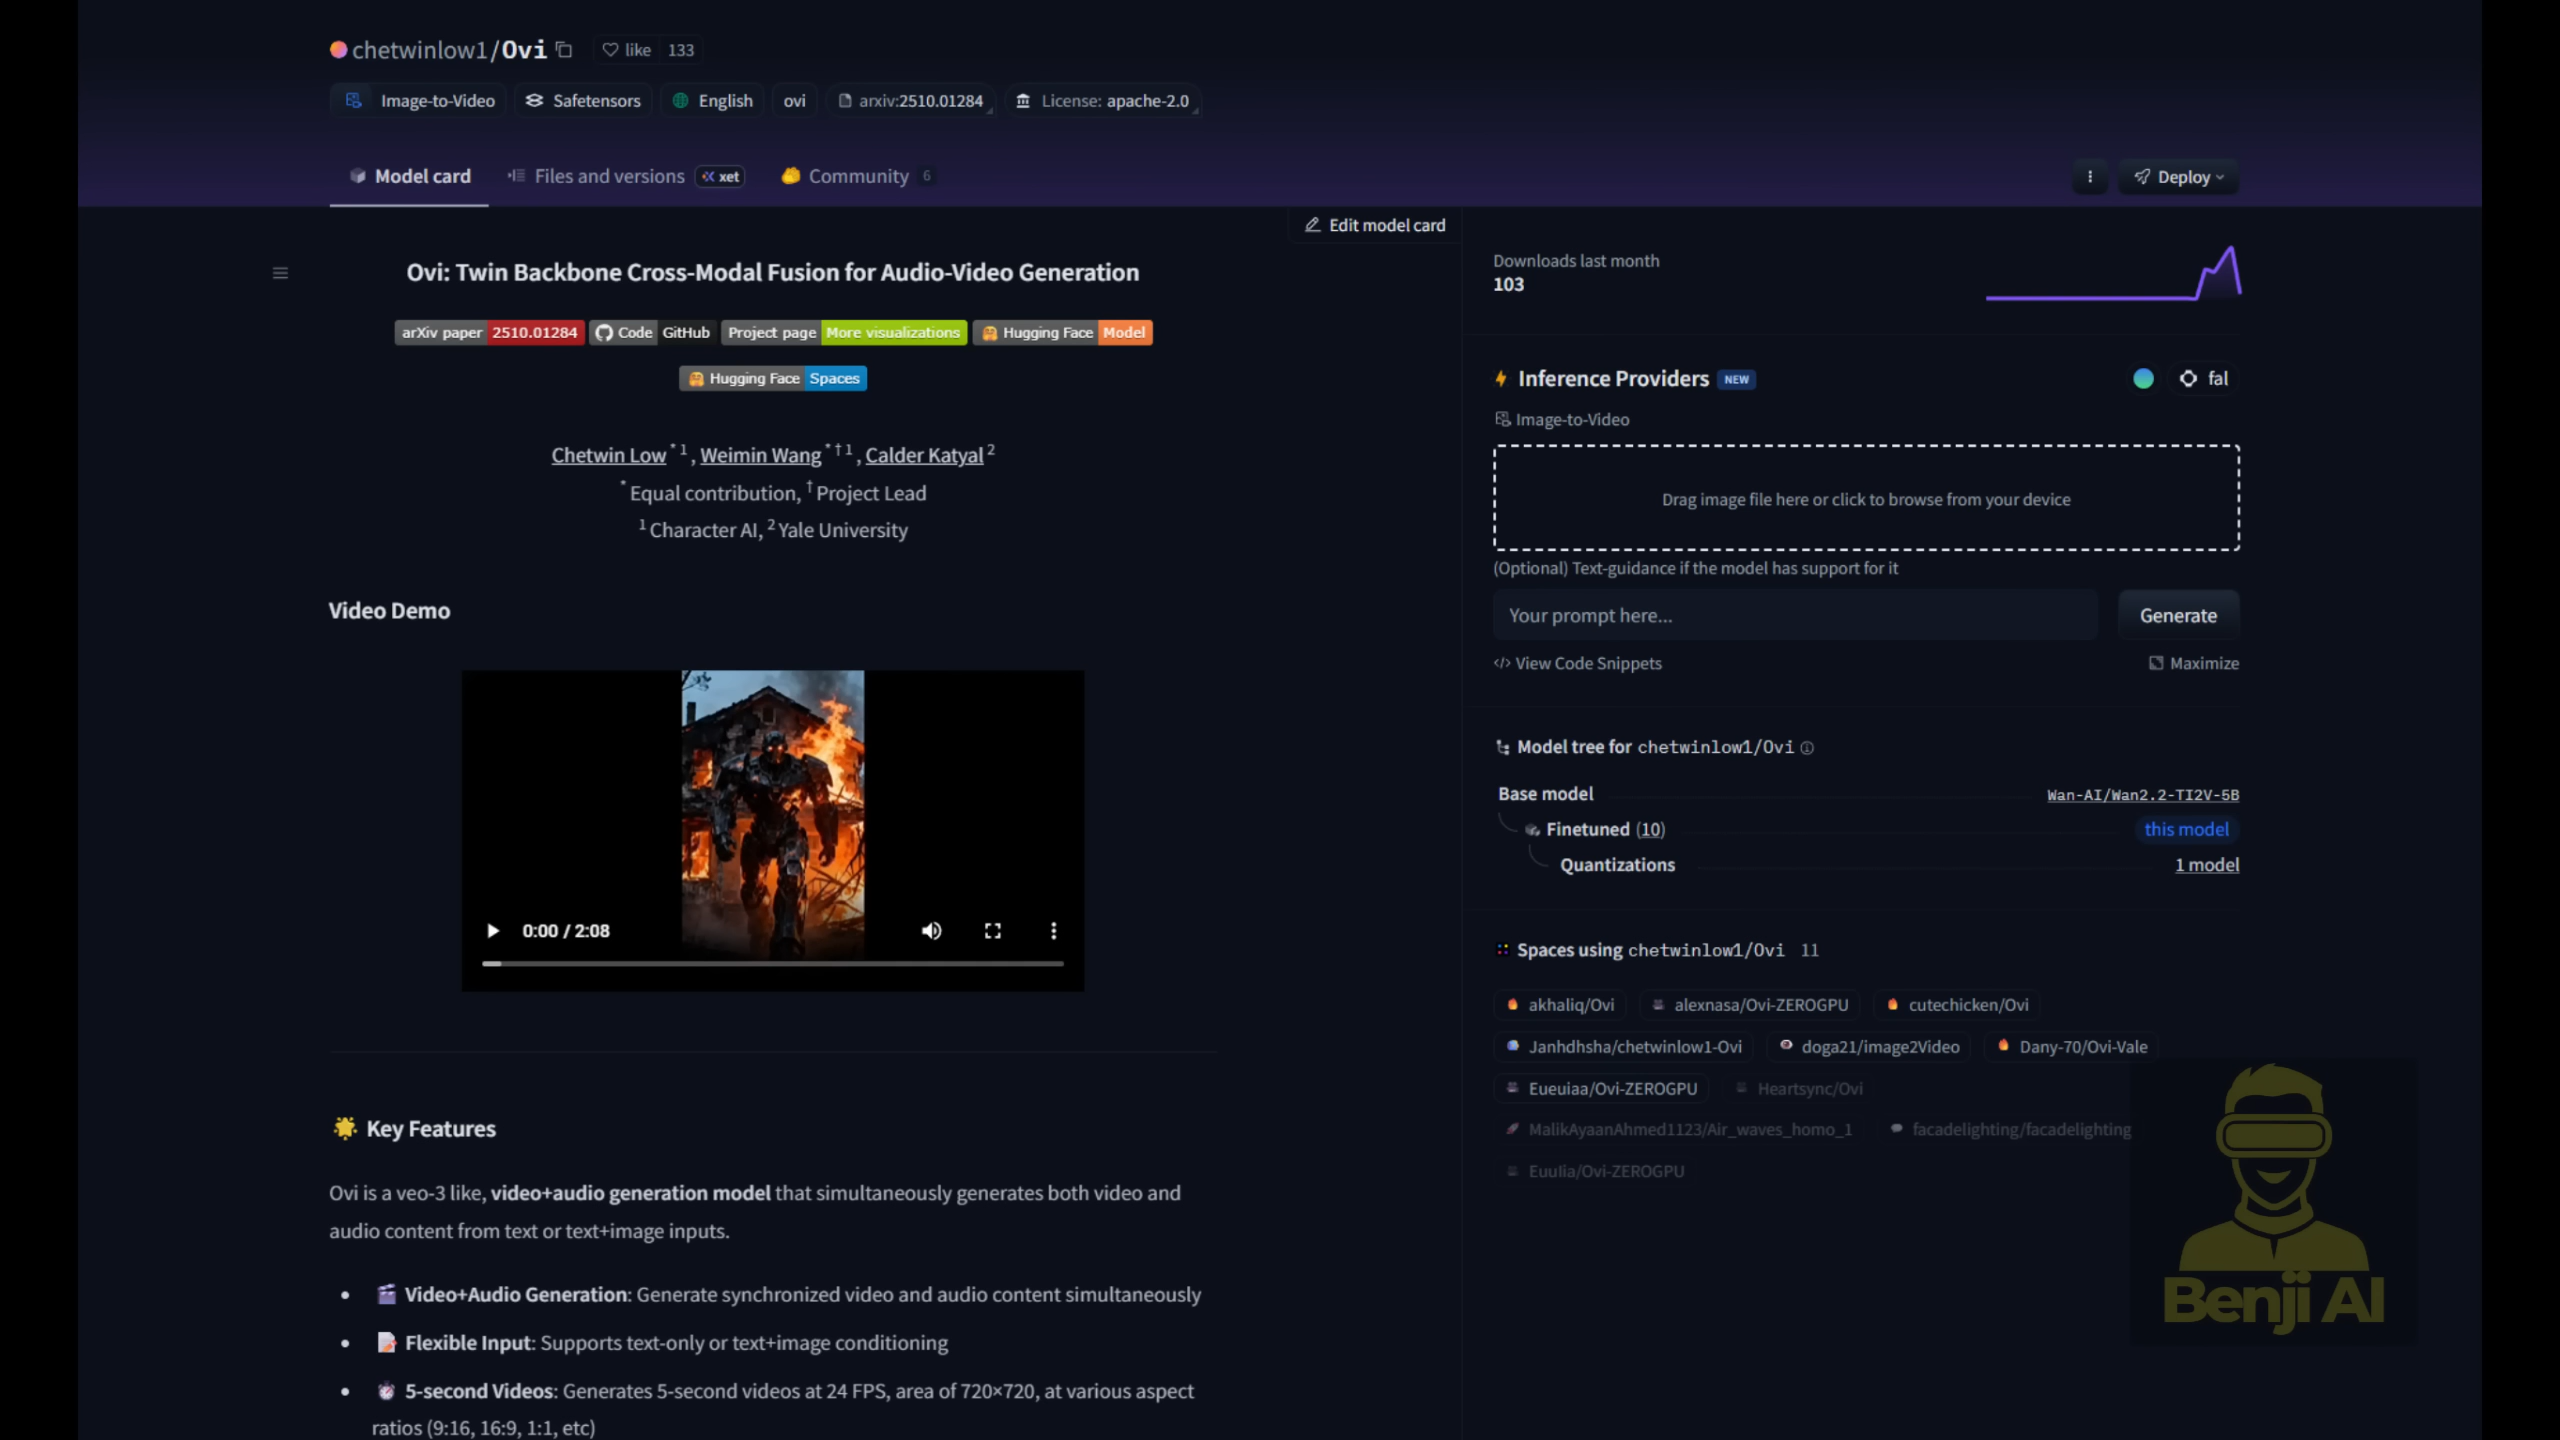 chetwinlow1/Ovi like 133
Image-to-Video Safetensors English ovi arxiv:2510.01284 License: apache-2.0
Model card Files and versions xet Community 6 Deploy
Edit model card
Ovi: Twin Backbone Cross-Modal Fusion for Audio-Video Generation
arXiv paper 2510.01284 Code GitHub Project page More visualizations Hugging Face Model
Hugging Face Spaces
Chetwin Low * 1 , Weimin Wang * † 1 , Calder Katyal 2
* Equal contribution, † Project Lead
1 Character AI, 2 Yale University
Video Demo
0:00 / 2:08
Key Features
Ovi is a veo-3 like, video+audio generation model that simultaneously generates both video and
audio content from text or text+image inputs.
• Video+Audio Generation: Generate synchronized video and audio content simultaneously
• Flexible Input: Supports text-only or text+image conditioning
• 5-second Videos: Generates 5-second videos at 24 FPS, area of 720×720, at various aspect
ratios (9:16, 16:9, 1:1, etc)
Downloads last month
103
Inference Providers NEW fal
Image-to-Video
Drag image file here or click to browse from your device
(Optional) Text-guidance if the model has support for it
Your prompt here... Generate
</> View Code Snippets Maximize
Model tree for chetwinlow1/Ovi
Base model Wan-AI/Wan2.2-TI2V-5B
Finetuned (10) this model
Quantizations 1 model
Spaces using chetwinlow1/Ovi 11
akhaliq/Ovi alexnasa/Ovi-ZEROGPU cutechicken/Ovi
Janhdhsha/chetwinlow1-Ovi doga21/image2Video Dany-70/Ovi-Vale
Eueuiaa/Ovi-ZEROGPU Heartsync/Ovi
MalikAyaanAhmed1123/Air_waves_homo_1 facadelighting/facadelighting
Euulia/Ovi-ZEROGPU
Benji AI